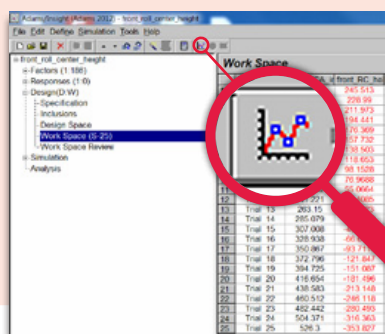 Adams/Insight (Adams 2012) - front_roll_center_height
File Edit Define Simulation Tools Help
front_roll_center_height
Factors (1:186)
Responses (1:0)
Design(D:W)
Specification
Inclusions
Design Space
Work Space (S-25)
Work Space Review
Simulation
Analysis
Work Space
front_RC_he
245.513
228.99
211.973
194.441
176.369
157.732
138.503
118.653
98.1528
76.9688
11
12 Trial
13 Trial 13 263.15
14 Trial 14 285.079
15 Trial 15 307.008
16 Trial 16 328.938
17 Trial 17 350.867 -93.71
18 Trial 18 372.796 -121.847
19 Trial 19 394.725 -151.087
20 Trial 20 416.654 -181.496
21 Trial 21 438.583 -213.148
22 Trial 22 460.512 -246.118
23 Trial 23 482.442 -280.493
24 Trial 24 504.371 -316.363
25 Trial 25 526.3 -353.827